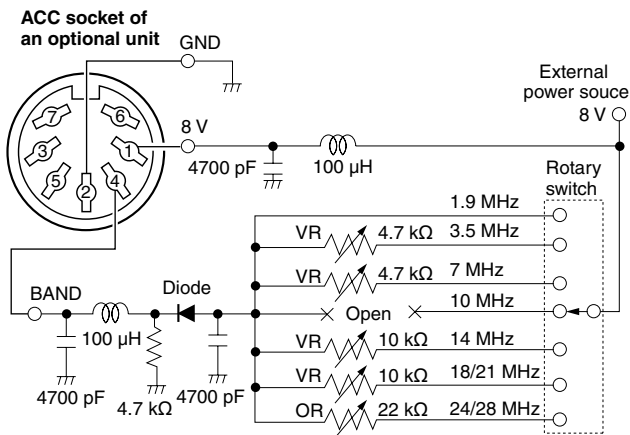 ACC socket of
an optional unit
GND
External
power souce
8 V
7
6
8 V
3
1
5
4
2
4700 pF
100 µH
Rotary
switch
1.9 MHz
VR 4.7 kΩ 3.5 MHz
VR 4.7 kΩ 7 MHz
BAND
Diode
Open
10 MHz
100 µH
VR 10 kΩ 14 MHz
VR 10 kΩ 18/21 MHz
4700 pF
4.7 kΩ
4700 pF
OR 22 kΩ 24/28 MHz